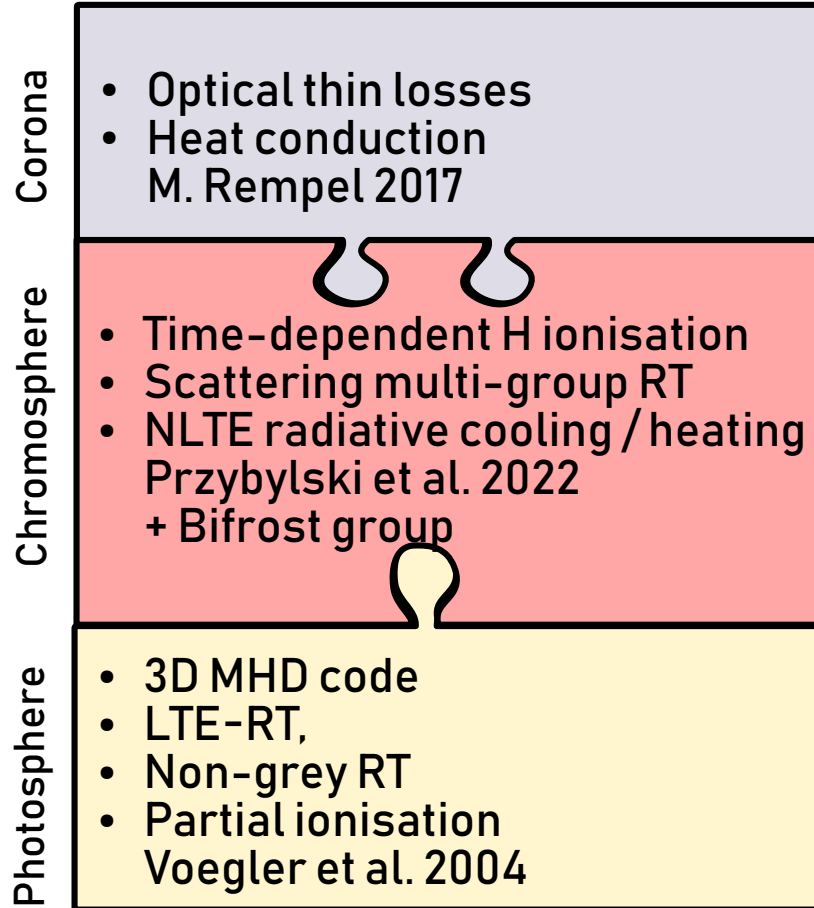 Corona
• Optical thin losses
• Heat conduction
M. Rempel 2017
Chromosphere
• Time-dependent H ionisation
• Scattering multi-group RT
• NLTE radiative cooling / heating
Przybylski et al. 2022
+ Bifrost group
Photosphere
• 3D MHD code
• LTE-RT,
• Non-grey RT
• Partial ionisation
Voegler et al. 2004